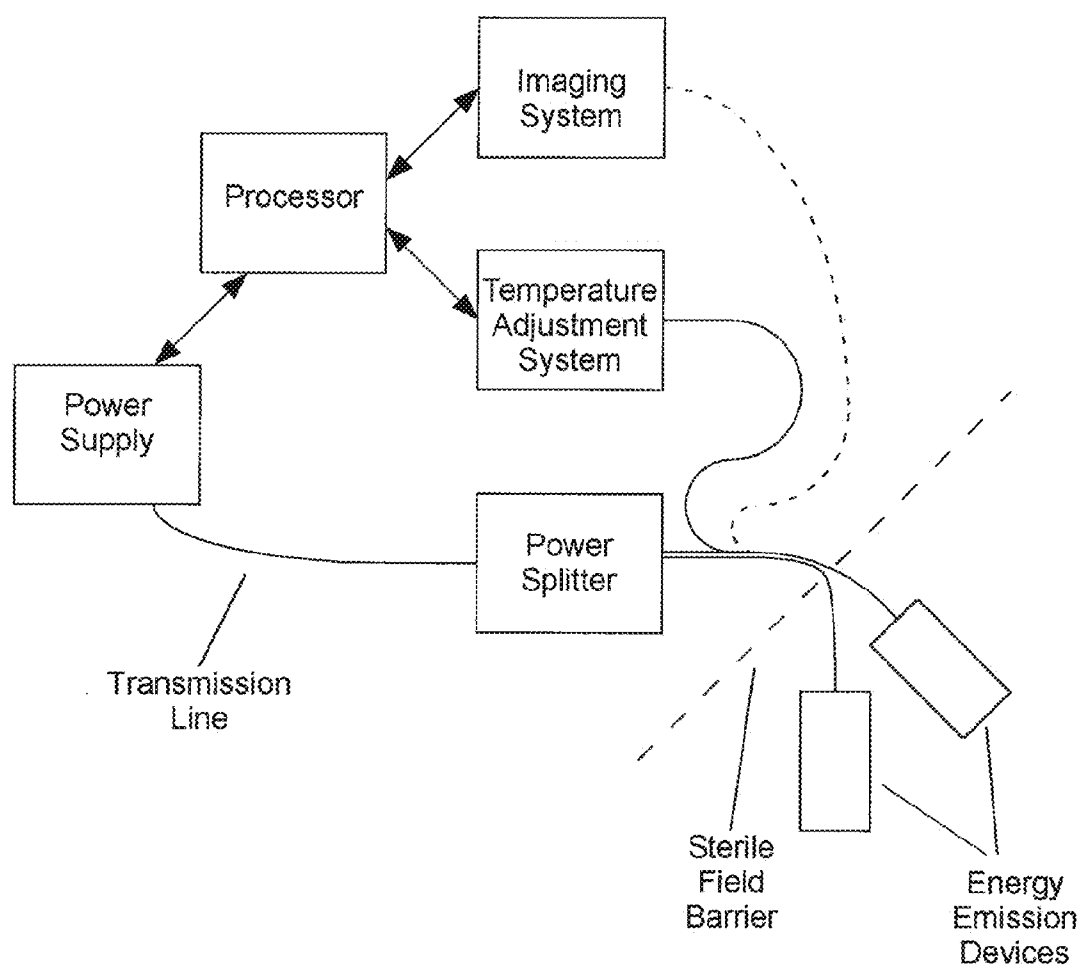 Imaging
System
Processor
Temperature
Adjustment
System
Power
Supply
Power
Splitter
Transmission
Line
Sterile
Field
Barrier
Energy
Emission
Devices